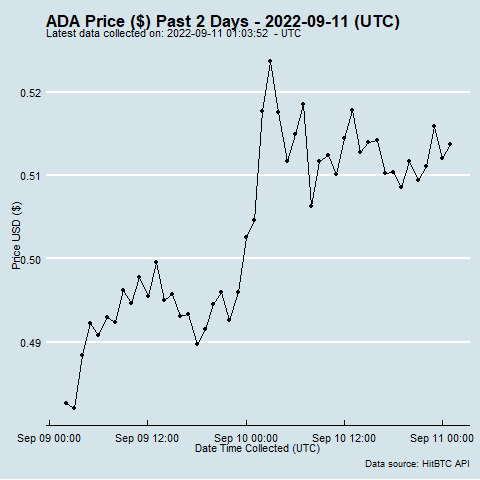 ADA Price ($) Past 2 Days - 2022-09-11 (UTC)
Latest data collected on: 2022-09-11 01:03:52 - UTC
0.52
0.51
0.50
0.49
Price USD ($)
Sep 09 00:00 Sep 09 12:00 Sep 10 00:00 Sep 10 12:00 Sep 11 00:00
Date Time Collected (UTC)
Data source: HitBTC API